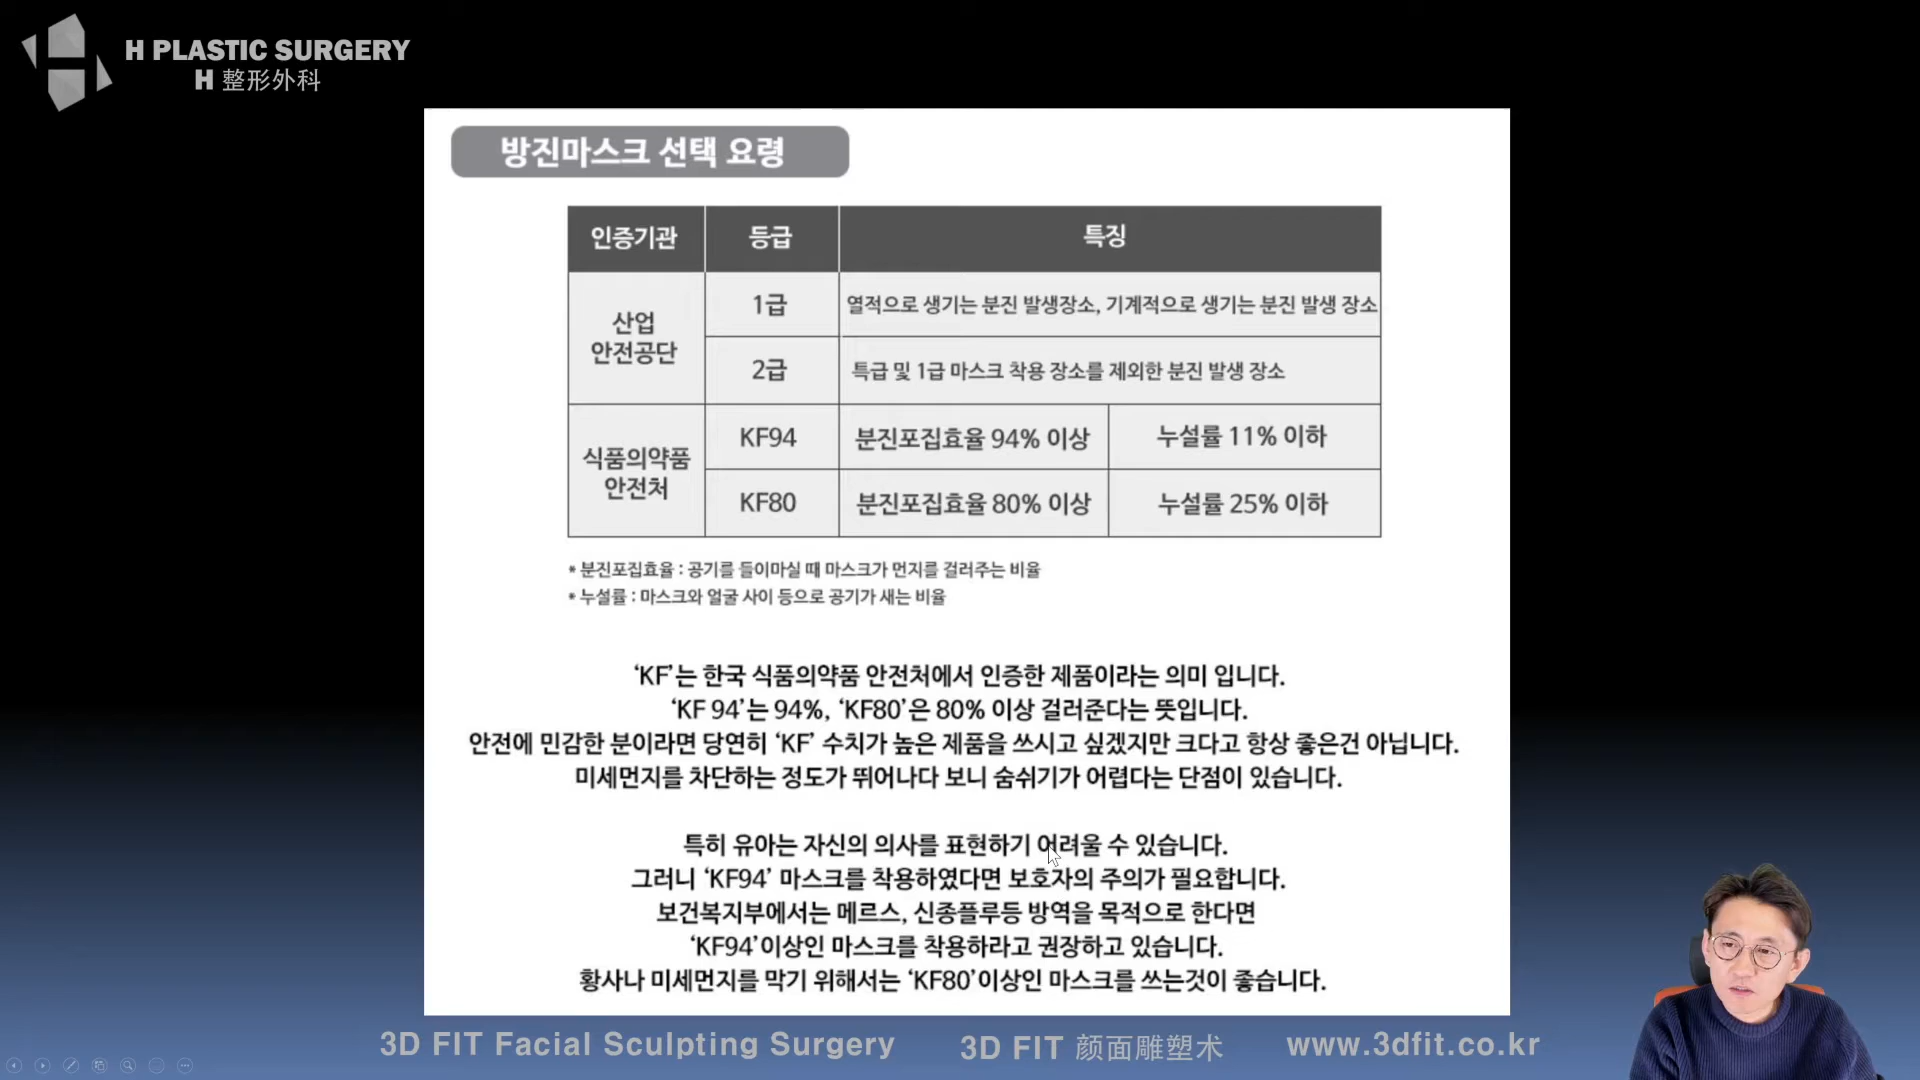 H PLASTIC SURGERY
H 整形外科
방진마스크 선택 요령
인증기관 등급 특징
산업
안전공단
1급 열적으로 생기는 분진 발생장소, 기계적으로 생기는 분진 발생 장소
2급 특급 및 1급 마스크 착용 장소를 제외한 분진 발생 장소
식품의약품
안전처
KF94 분진포집효율 94% 이상 누설률 11% 이하
KF80 분진포집효율 80% 이상 누설률 25% 이하
* 분진포집효율 : 공기를 들이마실 때 마스크가 먼지를 걸러주는 비율
* 누설률 : 마스크와 얼굴 사이 등으로 공기가 새는 비율
‘KF’는 한국 식품의약품 안전처에서 인증한 제품이라는 의미 입니다.
‘KF 94’는 94%, ‘KF80’은 80% 이상 걸러준다는 뜻입니다.
안전에 민감한 분이라면 당연히 ‘KF’ 수치가 높은 제품을 쓰시고 싶겠지만 크다고 항상 좋은건 아닙니다.
미세먼지를 차단하는 정도가 뛰어나다 보니 숨쉬기가 어렵다는 단점이 있습니다.
특히 유아는 자신의 의사를 표현하기 어려울 수 있습니다.
그러니 ‘KF94’ 마스크를 착용하였다면 보호자의 주의가 필요합니다.
보건복지부에서는 메르스, 신종플루등 방역을 목적으로 한다면
‘KF94’이상인 마스크를 착용하라고 권장하고 있습니다.
황사나 미세먼지를 막기 위해서는 ‘KF80’이상인 마스크를 쓰는것이 좋습니다.
3D FIT Facial Sculpting Surgery 3D FIT 颜面雕塑术 www.3dfit.co.kr